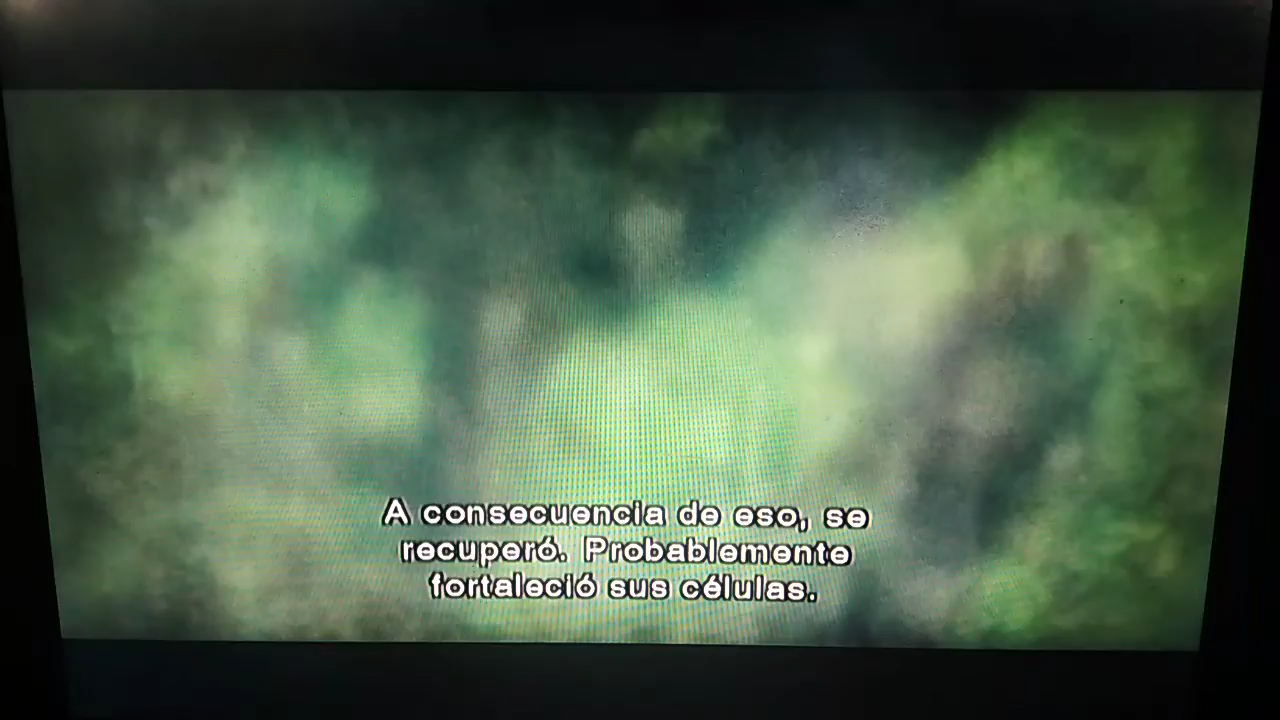 A consecuencia de eso, se
recuperó. Probablemente
fortaleció sus células.